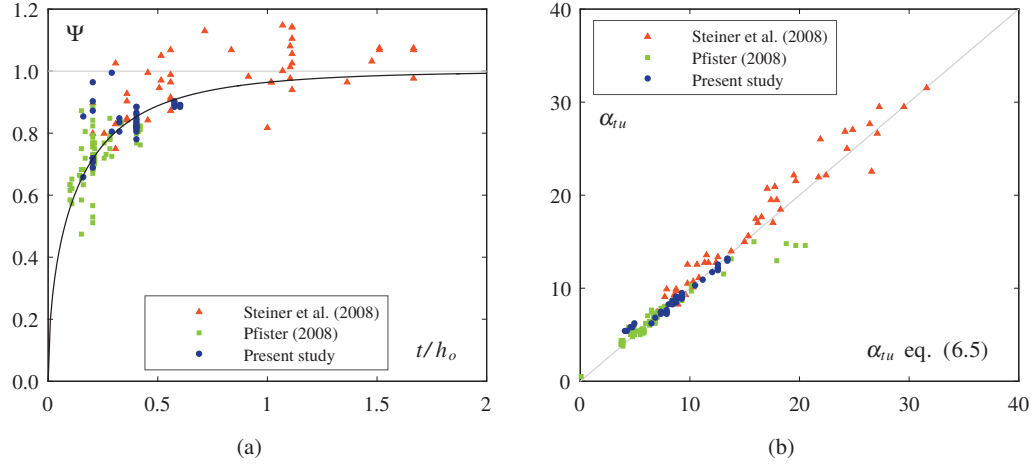 Ψ
1.2
1.0
0.8
0.6
0.4
0.2
0
0
0.5
1
1.5
2
Steiner et al. (2008)
Pfister (2008)
Present study
t/h_o
(a)
40
30
20
10
0
0
10
20
30
40
α_tu
Steiner et al. (2008)
Pfister (2008)
Present study
α_tu eq. (6.5)
(b)